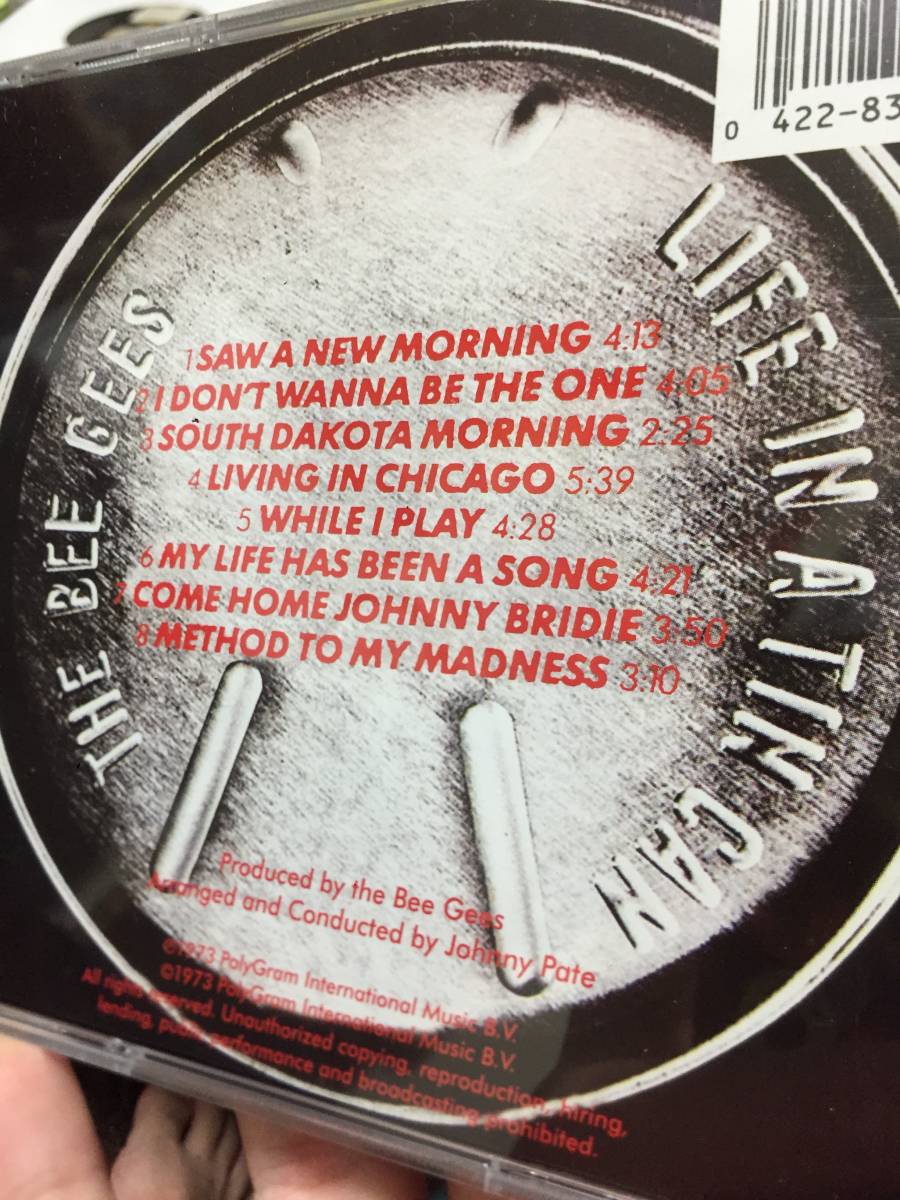 0 422-83
THE BEE GEES
LIFE IN A TIN CAN
1 SAW A NEW MORNING 4:13
2 I DON'T WANNA BE THE ONE 4:05
3 SOUTH DAKOTA MORNING 2:25
4 LIVING IN CHICAGO 5:39
5 WHILE I PLAY 4:28
6 MY LIFE HAS BEEN A SONG 4:21
7 COME HOME JOHNNY BRIDIE 3:50
8 METHOD TO MY MADNESS 3:10
Produced by the Bee Gees
Arranged and Conducted by Johnny Pate
℗1973 PolyGram International Music B.V.
©1973 PolyGram International Music B.V.
All rights reserved. Unauthorized copying, reproduction, hiring,
lending, public performance and broadcasting prohibited.